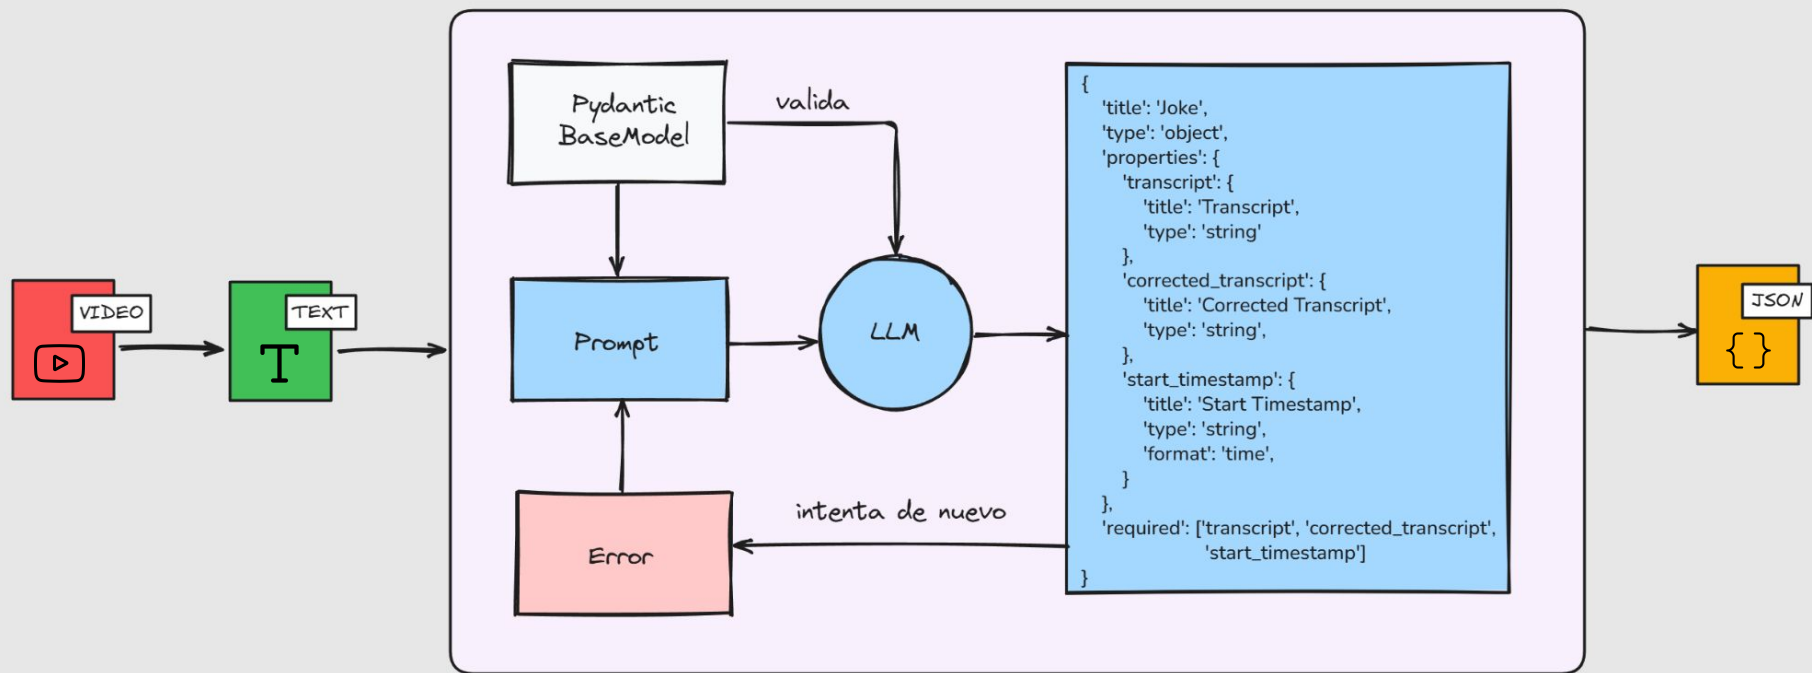 VIDEO
TEXT
T
Pydantic
BaseModel
valida
Prompt
LLM
Error
intenta de nuevo
{
'title': 'Joke',
'type': 'object',
'properties': {
'transcript': {
'title': 'Transcript',
'type': 'string'
},
'corrected_transcript': {
'title': 'Corrected Transcript',
'type': 'string',
},
'start_timestamp': {
'title': 'Start Timestamp',
'type': 'string',
'format': 'time',
}
},
'required': ['transcript', 'corrected_transcript',
'start_timestamp']
}
JSON
{ }